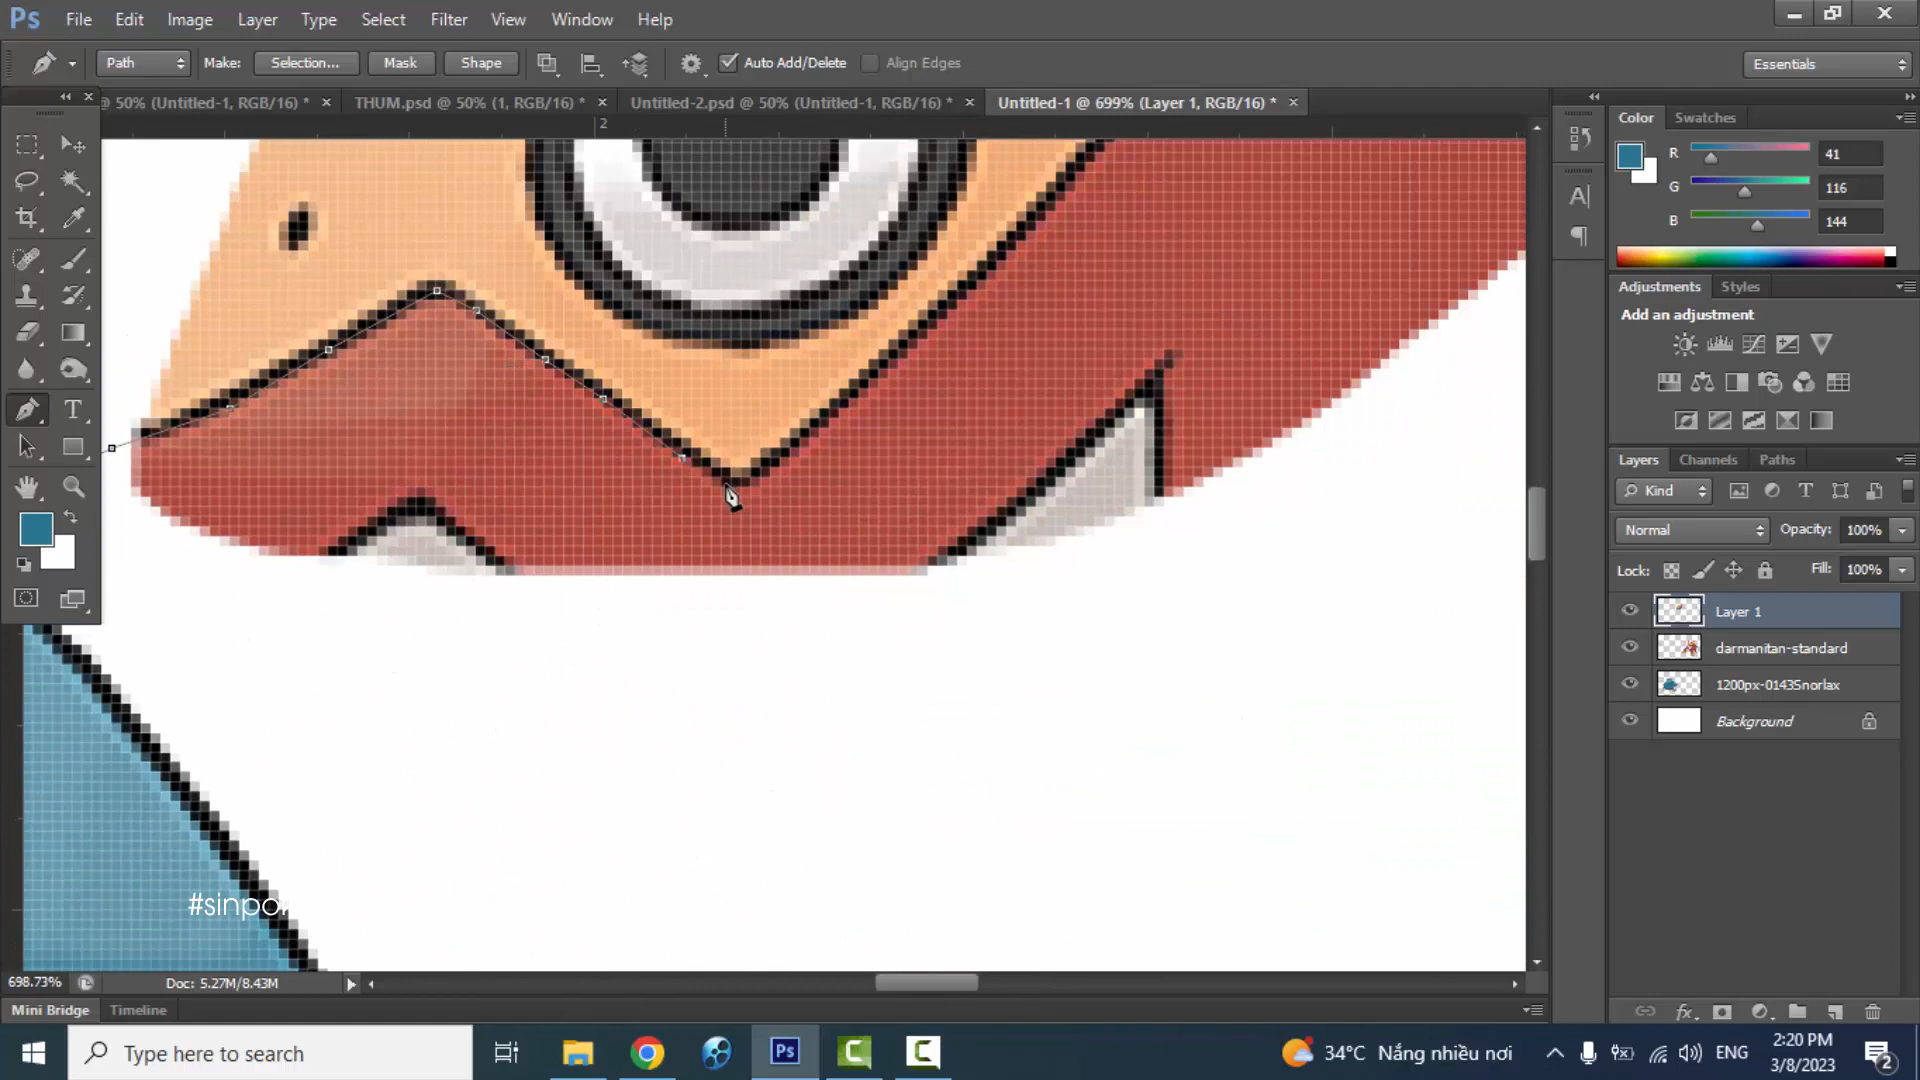 Ps File Edit Image Layer Type Select Filter View Window Help
Path Make: Selection... Mask Shape Auto Add/Delete Align Edges Essentials
@ 50% (Untitled-1, RGB/16) * THUM.psd @ 50% (1, RGB/16) * Untitled-2.psd @ 50% (Untitled-1, RGB/16) * Untitled-1 @ 699% (Layer 1, RGB/16) *
2
Color Swatches
R 41
G 116
B 144
Adjustments Styles
Add an adjustment
Layers Channels Paths
Kind
Normal Opacity: 100%
Lock: Fill: 100%
Layer 1
darmanitan-standard
1200px-0143Snorlax
Background
#sinpo
698.73% Doc: 5.27M/8.43M
Mini Bridge Timeline
Type here to search
34°C Nắng nhiều nơi
ENG
2:20 PM
3/8/2023
2